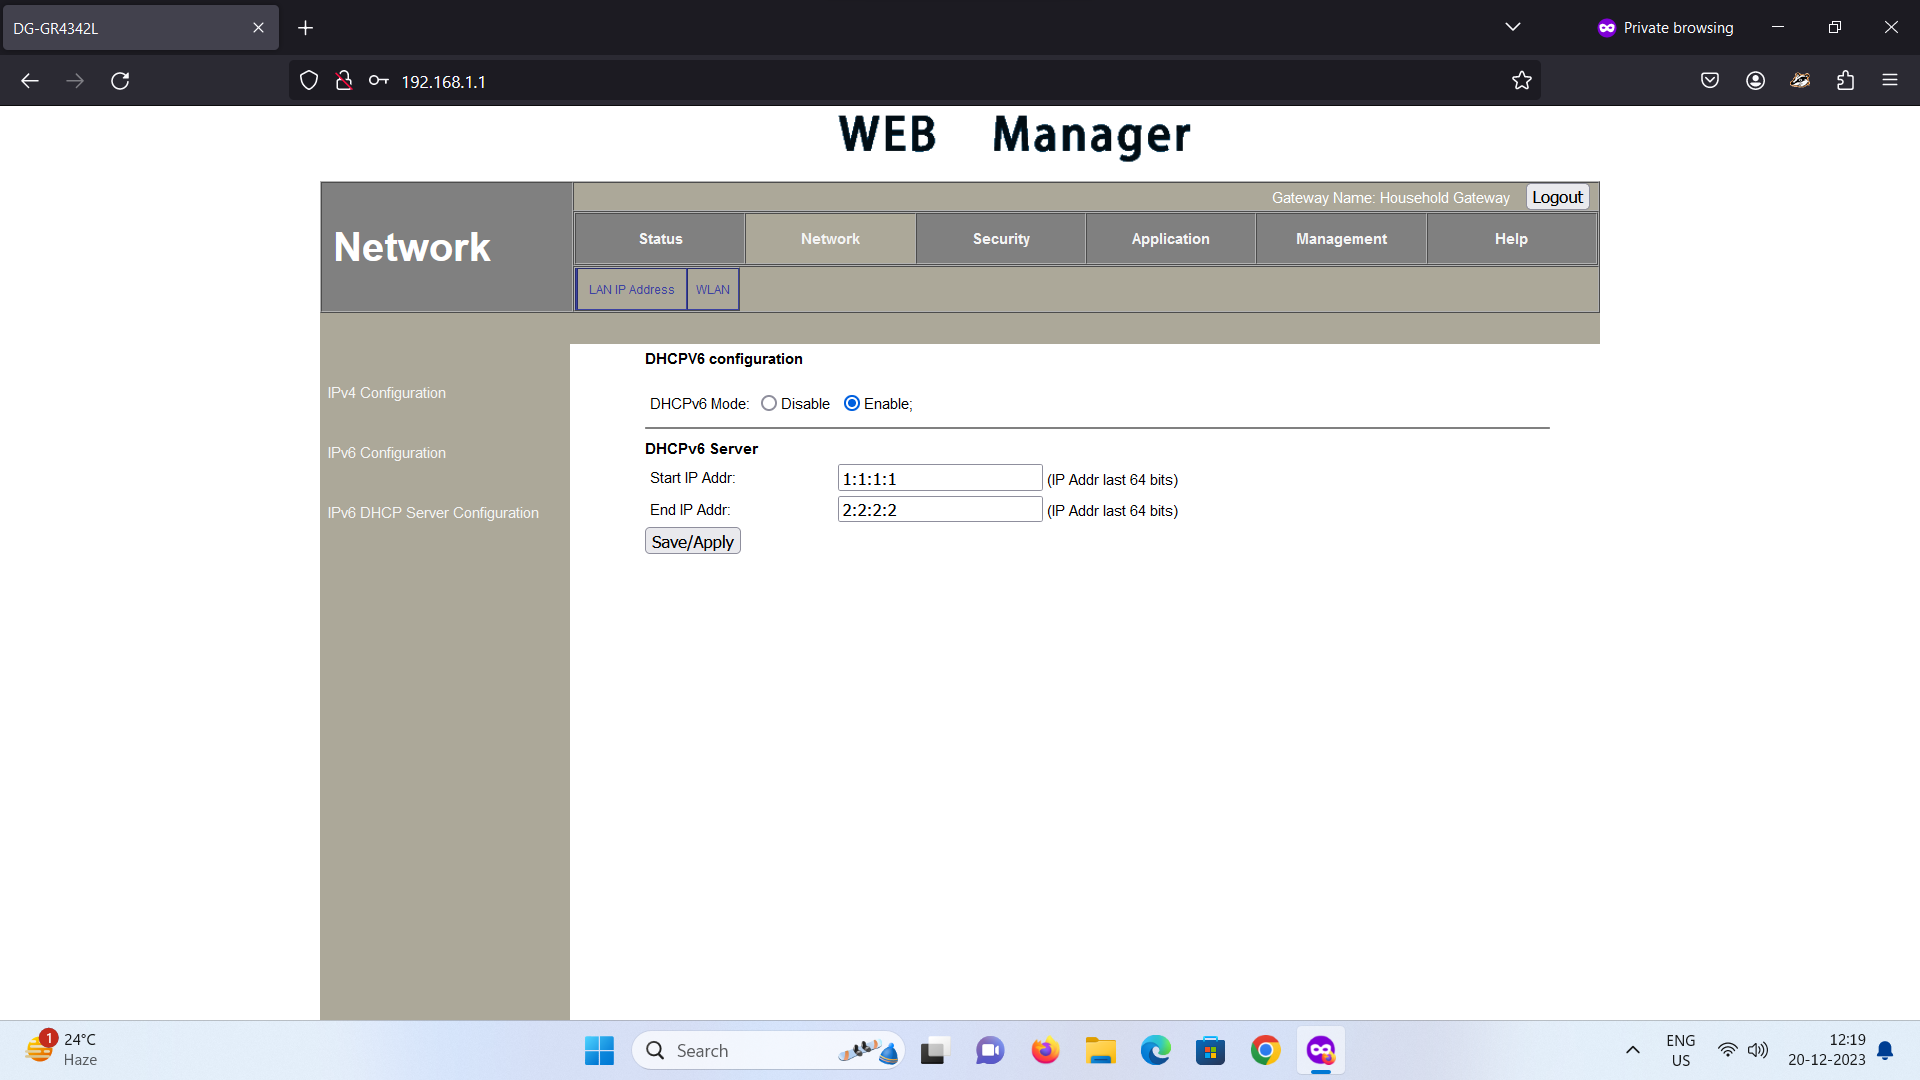 DG-GR4342L
Private browsing
192.168.1.1
WEB Manager
Gateway Name: Household Gateway Logout
Network
Status Network Security Application Management Help
LAN IP Address WLAN
DHCPV6 configuration
IPv4 Configuration
DHCPv6 Mode: Disable Enable;
DHCPv6 Server
IPv6 Configuration
Start IP Addr: 1:1:1:1 (IP Addr last 64 bits)
End IP Addr: 2:2:2:2 (IP Addr last 64 bits)
IPv6 DHCP Server Configuration
Save/Apply
1
24°C
Haze
Search
ENG
US
12:19
20-12-2023